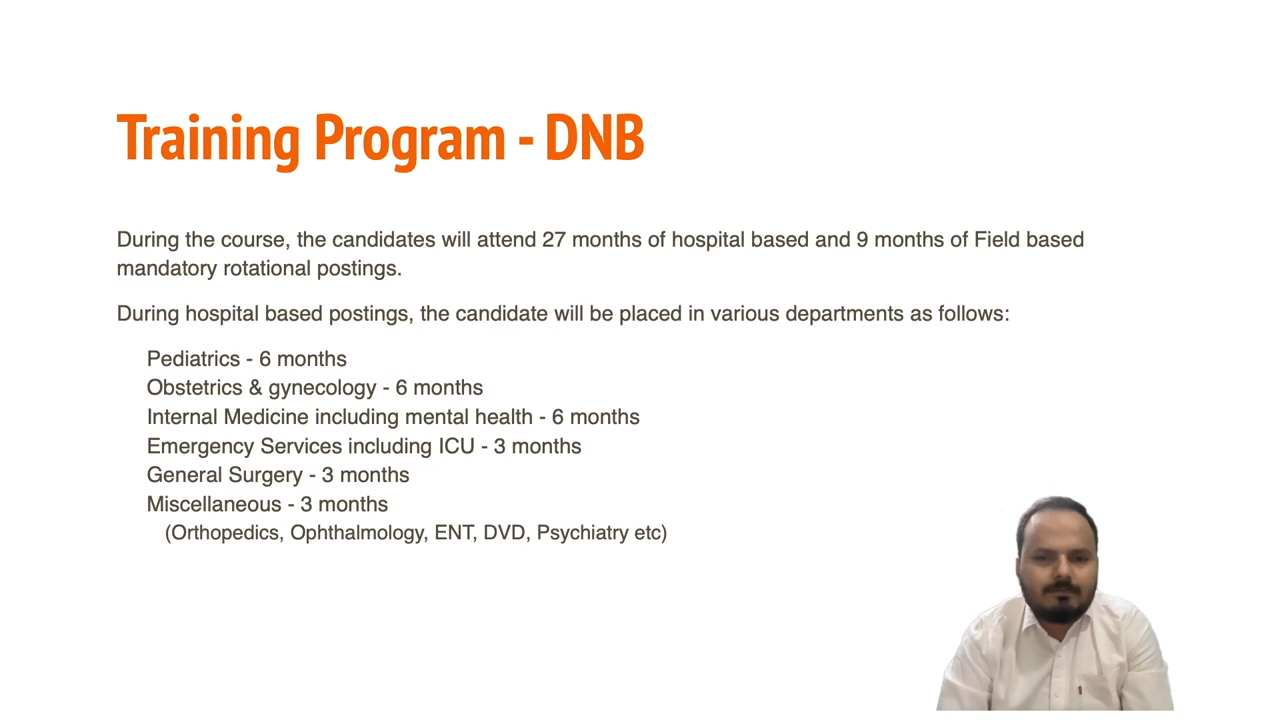 Training Program - DNB
During the course, the candidates will attend 27 months of hospital based and 9 months of Field based
mandatory rotational postings.
During hospital based postings, the candidate will be placed in various departments as follows:
Pediatrics - 6 months
Obstetrics & gynecology - 6 months
Internal Medicine including mental health - 6 months
Emergency Services including ICU - 3 months
General Surgery - 3 months
Miscellaneous - 3 months
(Orthopedics, Ophthalmology, ENT, DVD, Psychiatry etc)